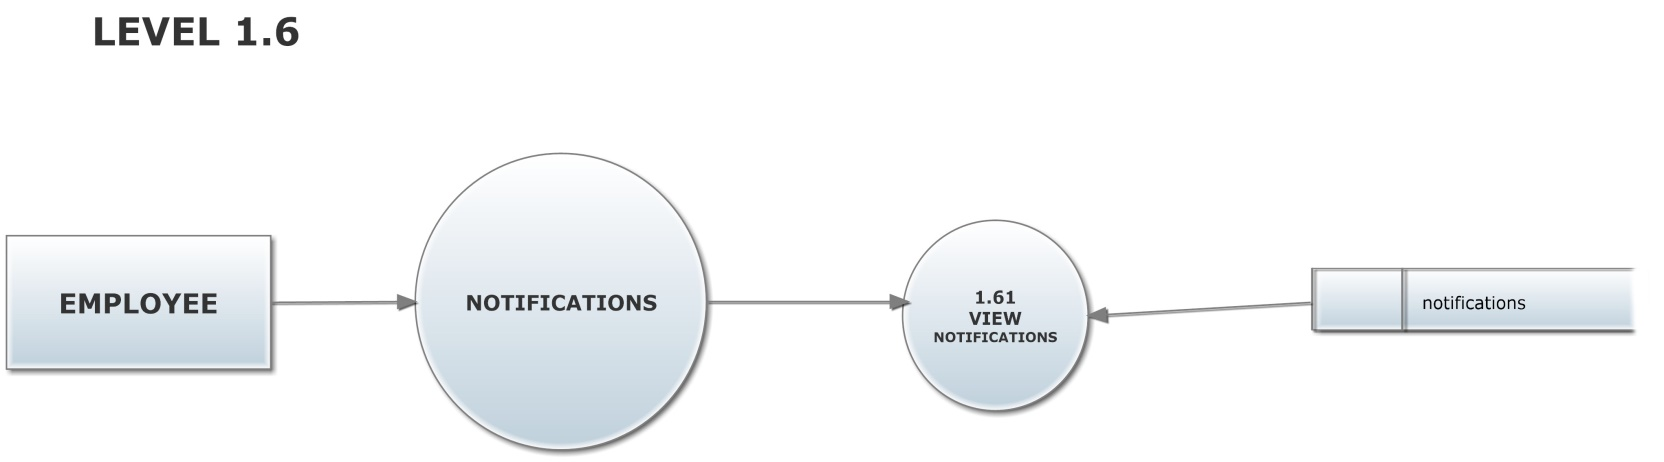 LEVEL 1.6
EMPLOYEE
NOTIFICATIONS
1.61
VIEW
NOTIFICATIONS
notifications